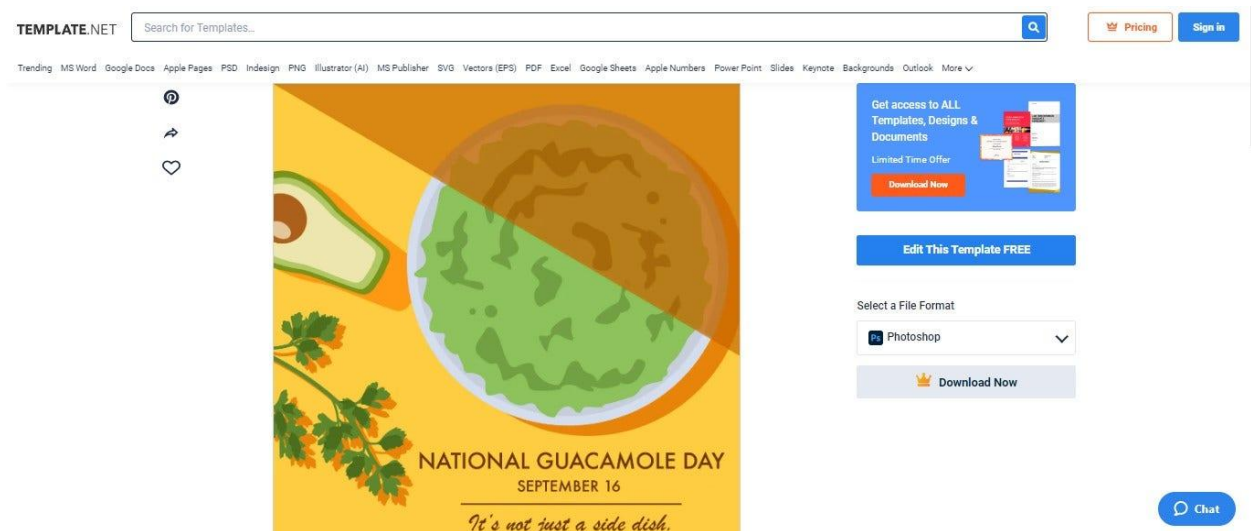 TEMPLATE.NET
Search for Templates...
Pricing
Sign in
Trending MS Word Google Docs Apple Pages PSD Indesign PNG Illustrator (AI) MS Publisher SVG Vectors (EPS) PDF Excel Google Sheets Apple Numbers Power Point Slides Keynote Backgrounds Outlook More
Get access to ALL
Templates, Designs &
Documents
Limited Time Offer
Download Now
Edit This Template FREE
Select a File Format
Ps Photoshop
Download Now
NATIONAL GUACAMOLE DAY
SEPTEMBER 16
It's not just a side dish.
Chat